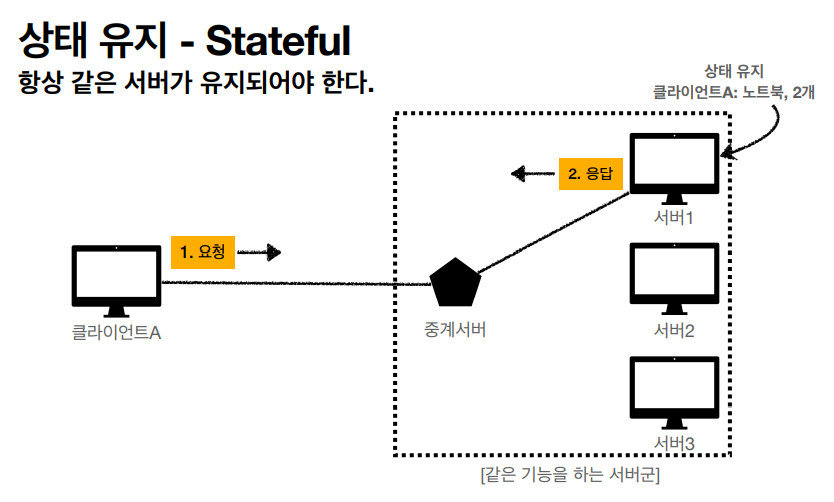 상태 유지 - Stateful
항상 같은 서버가 유지되어야 한다.
상태 유지
클라이언트A: 노트북, 2개
2. 응답
서버1
1. 요청
클라이언트A
중계서버
서버2
서버3
[같은 기능을 하는 서버군]